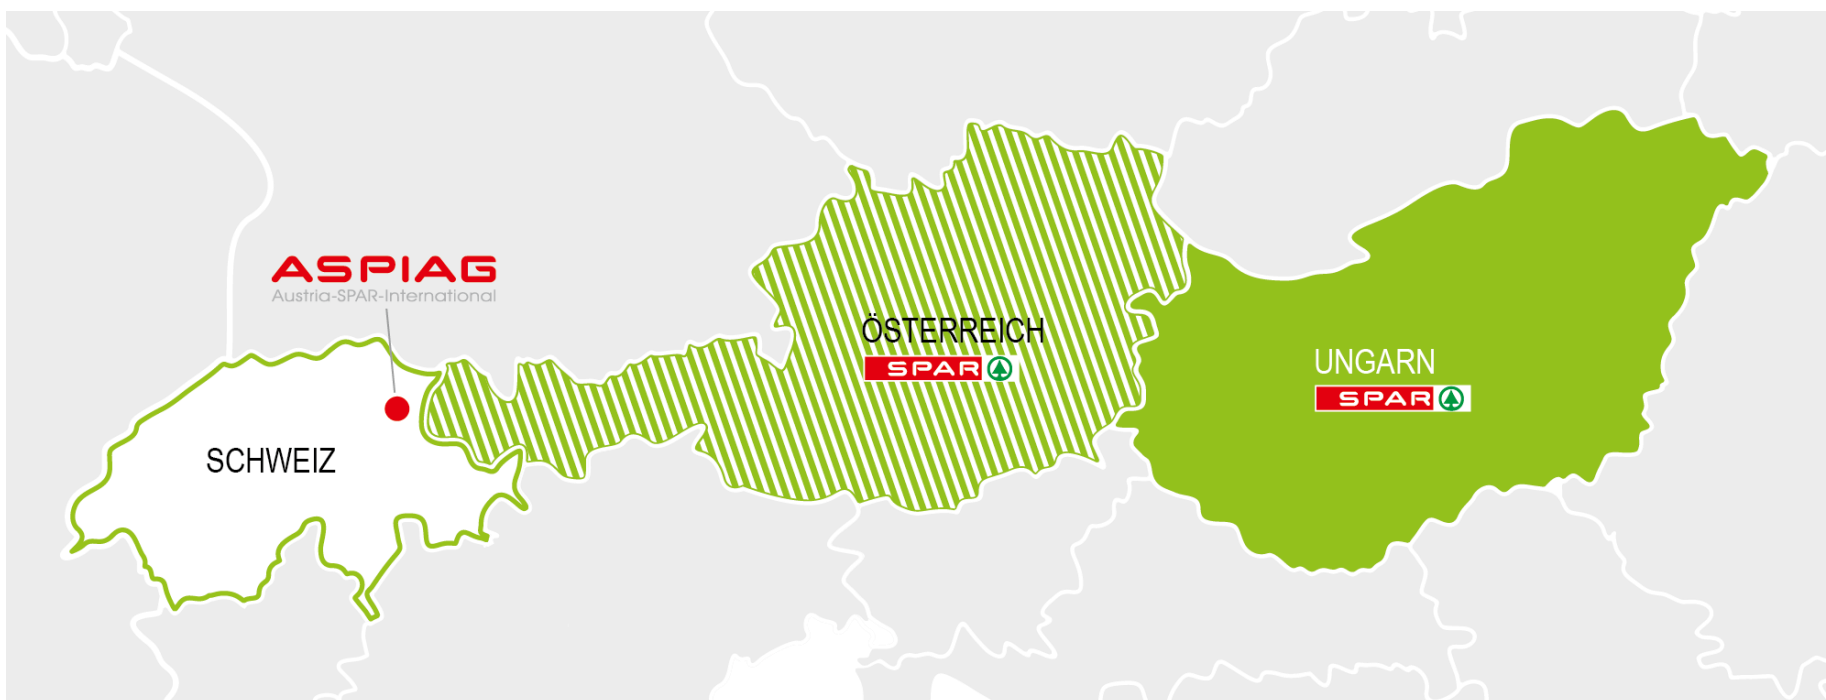 ASPIAG
Austria-SPAR-International
SCHWEIZ
ÖSTERREICH
SPAR
UNGARN
SPAR